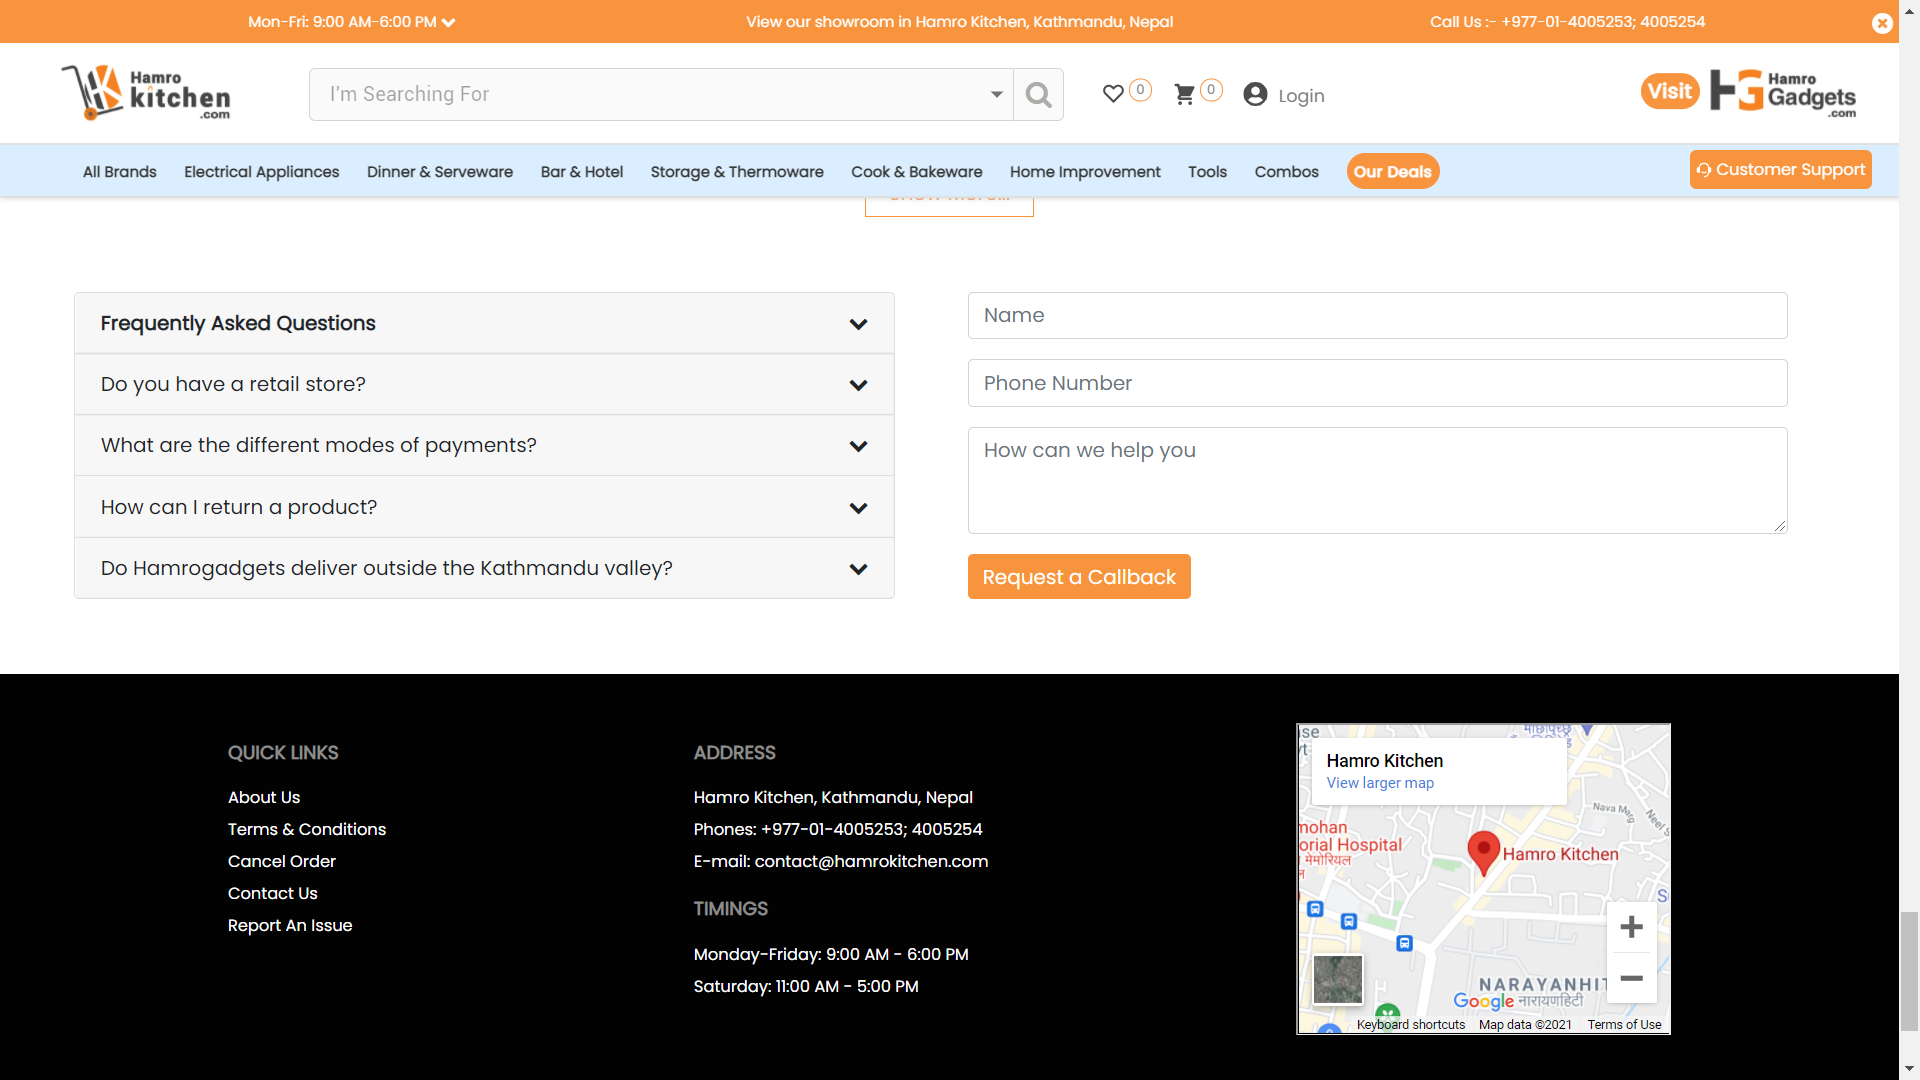 Mon-Fri: 9:00 AM-6:00 PM
View our showroom in Hamro Kitchen, Kathmandu, Nepal
Call Us :- +977-01-4005253; 4005254
Hamro
kitchen
.com
I'm Searching For
0
0
Login
Visit
Hamro
Gadgets
.com
All Brands
Electrical Appliances
Dinner & Serveware
Bar & Hotel
Storage & Thermoware
Cook & Bakeware
Home Improvement
Tools
Combos
Our Deals
Customer Support
Frequently Asked Questions
Do you have a retail store?
What are the different modes of payments?
How can I return a product?
Do Hamrogadgets deliver outside the Kathmandu valley?
Name
Phone Number
How can we help you
Request a Callback
QUICK LINKS
About Us
Terms & Conditions
Cancel Order
Contact Us
Report An Issue
ADDRESS
Hamro Kitchen, Kathmandu, Nepal
Phones: +977-01-4005253; 4005254
E-mail: contact@hamrokitchen.com
TIMINGS
Monday-Friday: 9:00 AM - 6:00 PM
Saturday: 11:00 AM - 5:00 PM
Hamro Kitchen
View larger map
Nava Marg
Neel S
mohan
orial Hospital
मेमोरियल
Hamro Kitchen
NARAYANHIT
नारायणहिटी
Google
Keyboard shortcuts
Map data ©2021
Terms of Use